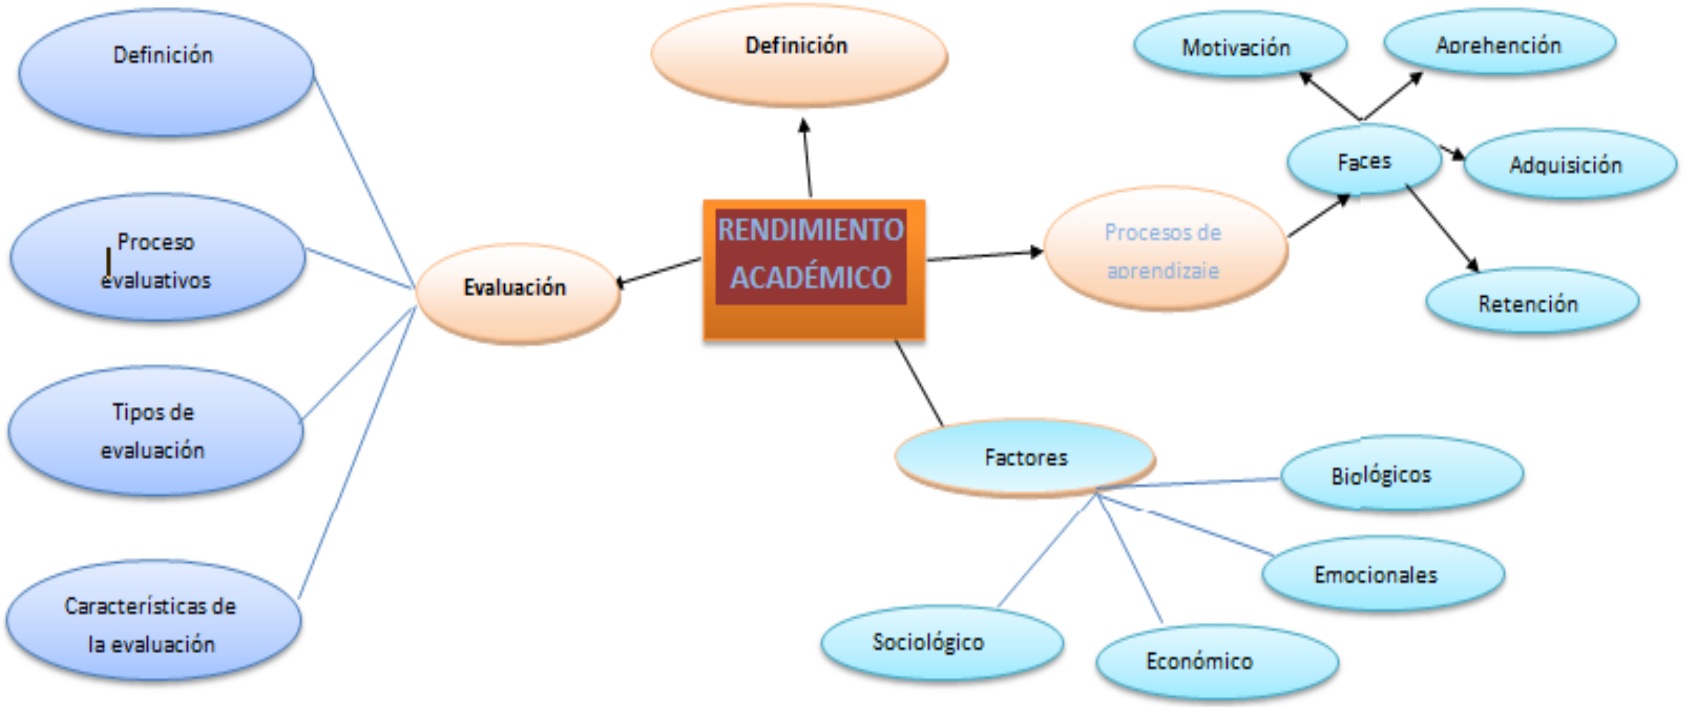 Definición
Proceso
evaluativos
Tipos de
evaluación
Características de
la evaluación
Evaluación
Definición
RENDIMIENTO
ACADÉMICO
Procesos de
aprendizaje
Faces
Motivación
Aprehención
Adquisición
Retención
Factores
Biológicos
Emocionales
Económico
Sociológico